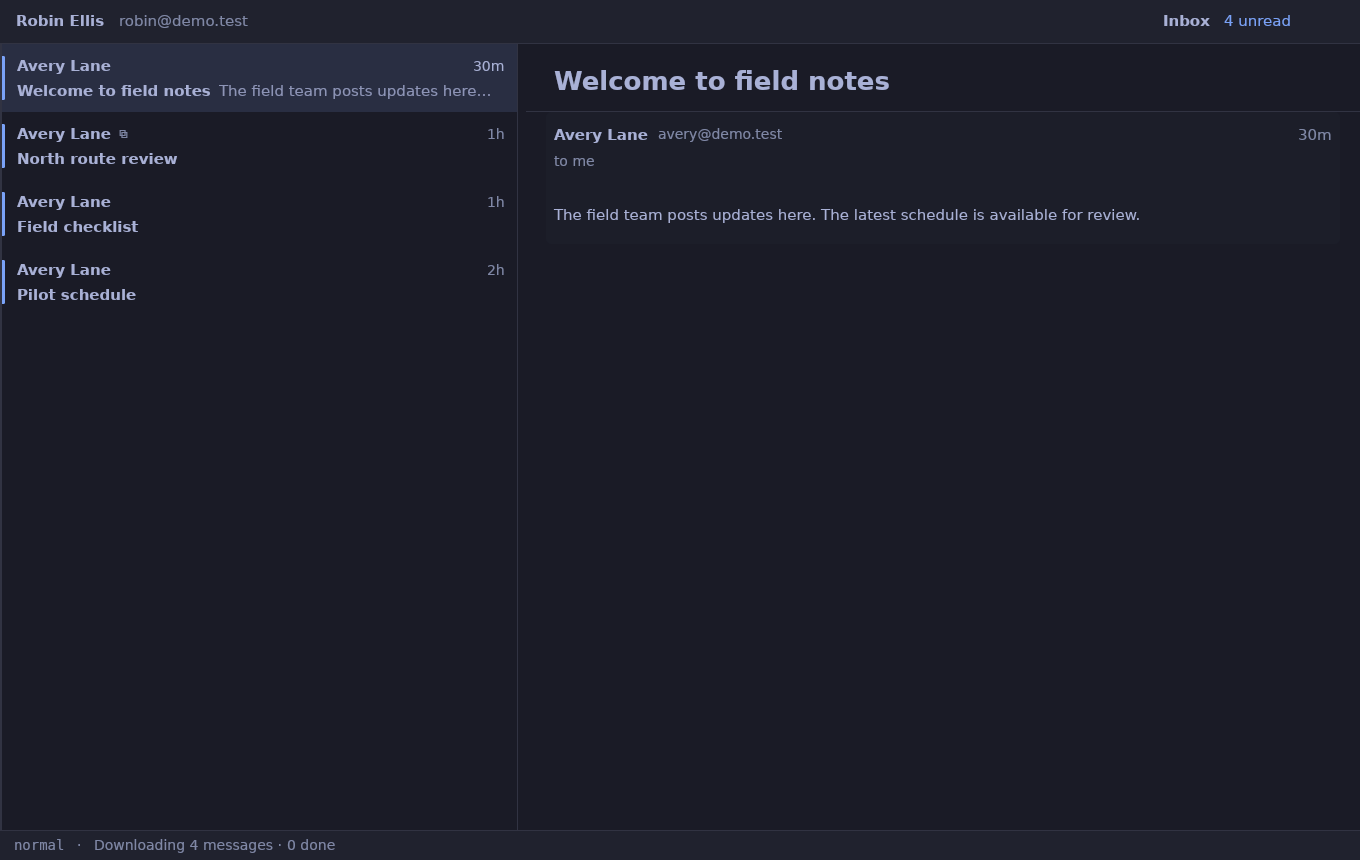 Robin Ellis robin@demo.test Inbox 4 unread
Avery Lane 30m
Welcome to field notes The field team posts updates here…
Avery Lane 1h
North route review
Avery Lane 1h
Field checklist
Avery Lane 2h
Pilot schedule
Welcome to field notes
Avery Lane avery@demo.test 30m
to me
The field team posts updates here. The latest schedule is available for review.
normal · Downloading 4 messages · 0 done